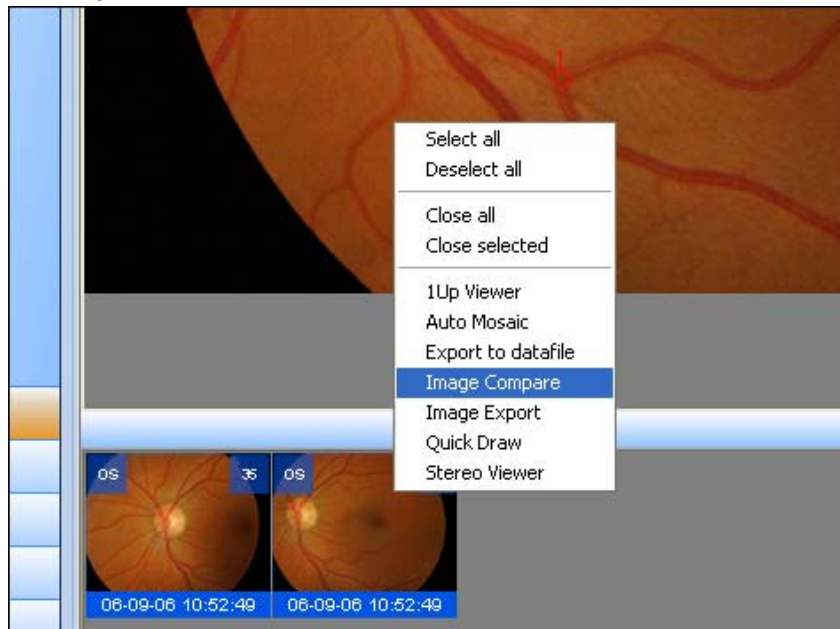 Select all
Deselect all
Close all
Close selected
1Up Viewer
Auto Mosaic
Export to datafile
Image Compare
Image Export
Quick Draw
Stereo Viewer
OS 35 OS
06-09-06 10:52:49 06-09-06 10:52:49